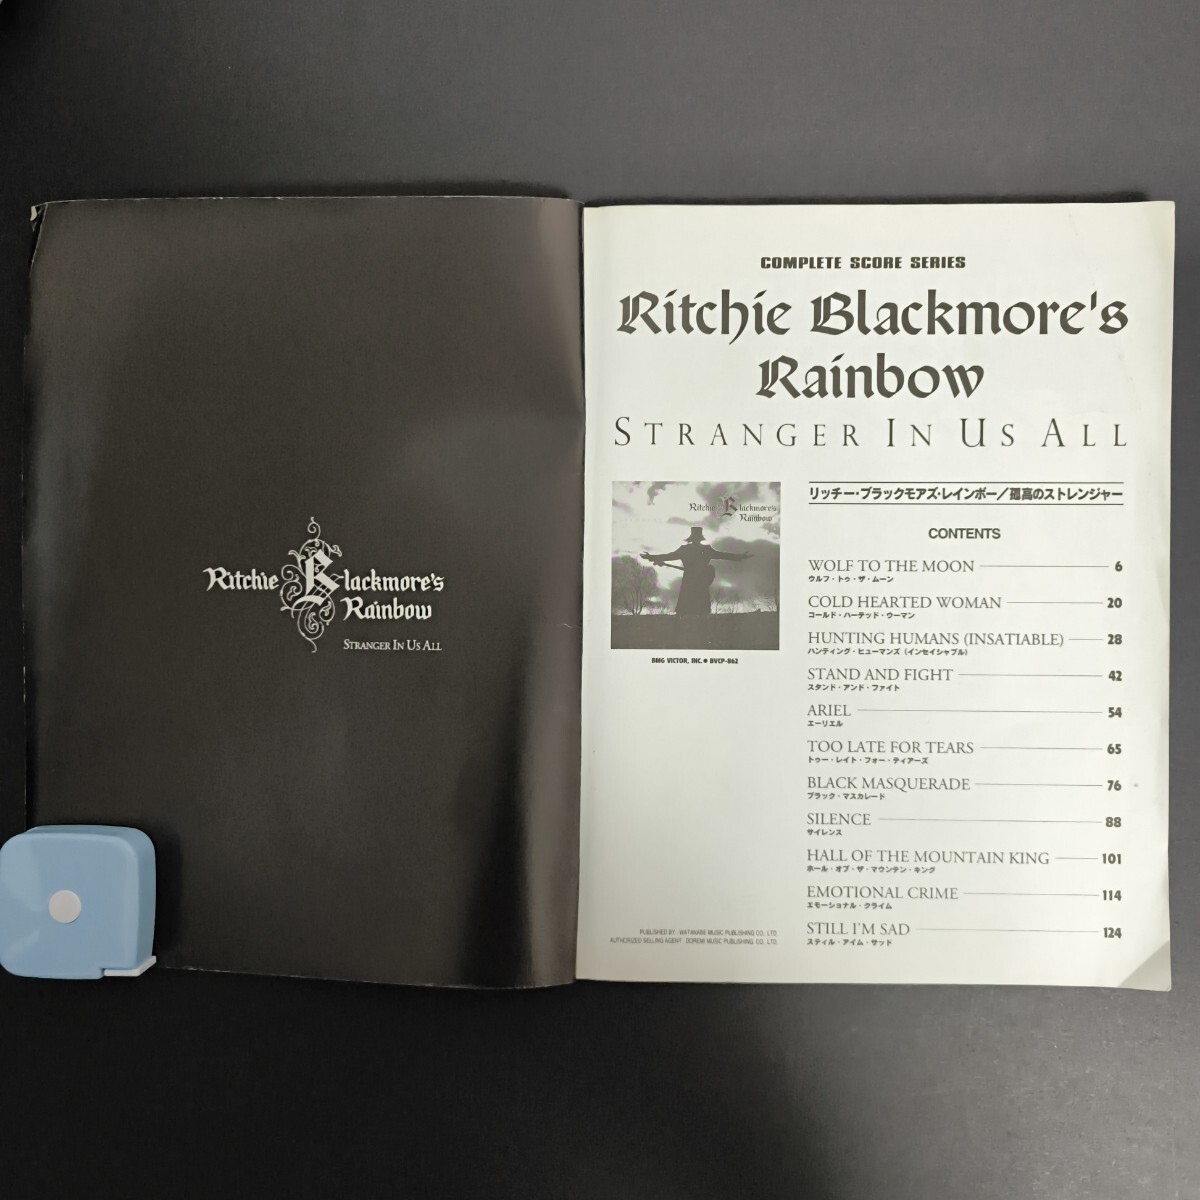 Ritchie Blackmore's
Rainbow
STRANGER IN US ALL
COMPLETE SCORE SERIES
Ritchie Blackmore's
Rainbow
STRANGER IN US ALL
Ritchie Blackmore's
Rainbow
BMG VICTOR, INC.● BVCP-862
リッチー・ブラックモアズ・レインボー／孤高のストレンジャー
CONTENTS
WOLF TO THE MOON 6
ウルフ・トゥ・ザ・ムーン
COLD HEARTED WOMAN 20
コールド・ハーテッド・ウーマン
HUNTING HUMANS (INSATIABLE) 28
ハンティング・ヒューマンズ（インセイシャブル）
STAND AND FIGHT 42
スタンド・アンド・ファイト
ARIEL 54
エーリエル
TOO LATE FOR TEARS 65
トゥー・レイト・フォー・ティアーズ
BLACK MASQUERADE 76
ブラック・マスカレード
SILENCE 88
サイレンス
HALL OF THE MOUNTAIN KING 101
ホール・オブ・ザ・マウンテン・キング
EMOTIONAL CRIME 114
エモーショナル・クライム
STILL I'M SAD 124
スティル・アイム・サッド
PUBLISHED BY : WATANABE MUSIC PUBLISHING CO., LTD.
AUTHORIZED SELLING AGENT : DOREMI MUSIC PUBLISHING CO., LTD.